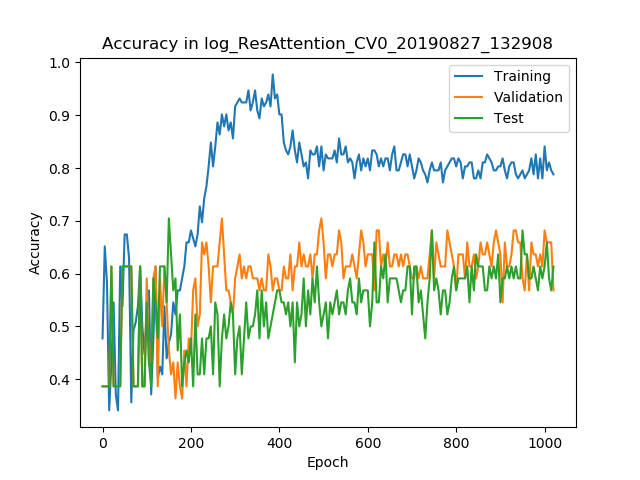 Accuracy in log_ResAttention_CV0_20190827_132908
Training
Validation
Test
Accuracy
1.0
0.9
0.8
0.7
0.6
0.5
0.4
0 200 400 600 800 1000
Epoch